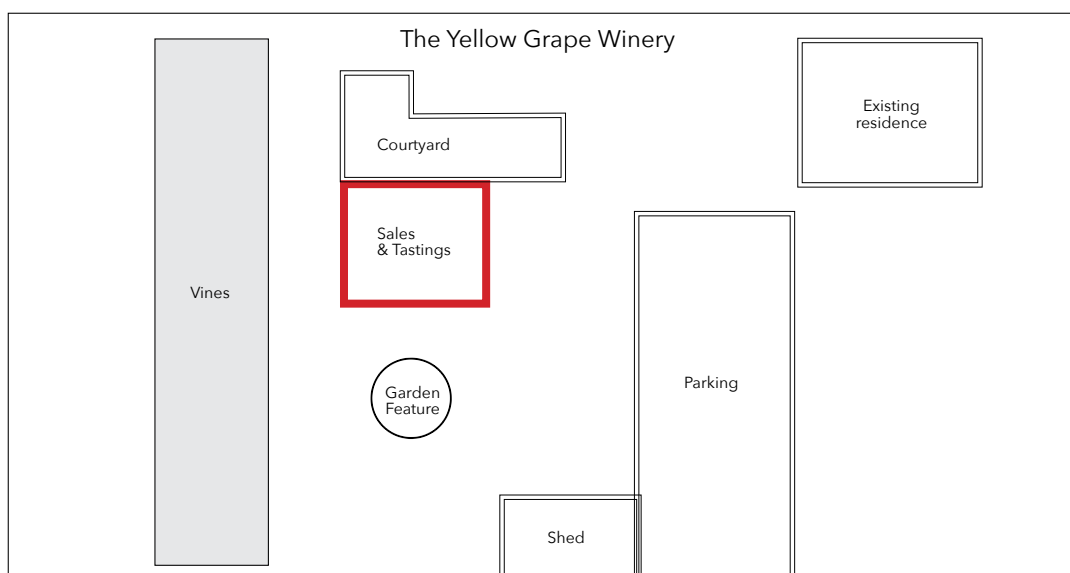 The Yellow Grape Winery
Existing
residence
Courtyard
Sales
& Tastings
Vines
Parking
Garden
Feature
Shed